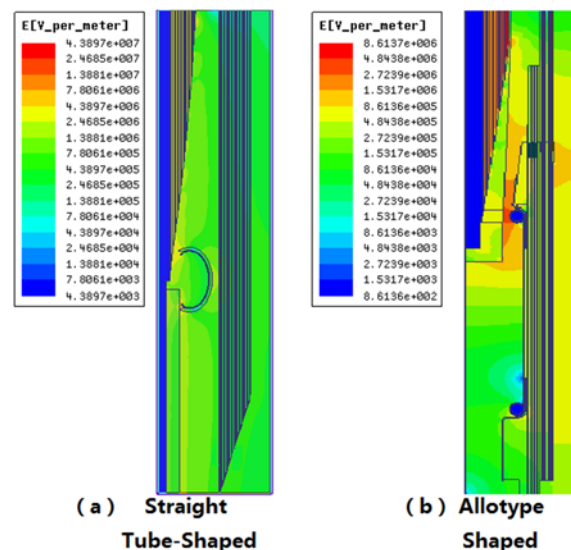 E[V_per_meter]
4.3897e+007
2.4685e+007
1.3881e+007
7.8061e+006
4.3897e+006
2.4685e+006
1.3881e+006
7.8061e+005
4.3897e+005
2.4685e+005
1.3881e+005
7.8061e+004
4.3897e+004
2.4685e+004
1.3881e+004
7.8061e+003
4.3897e+003
E[V_per_meter]
8.6137e+006
4.8438e+006
2.7239e+006
1.5317e+006
8.6136e+005
4.8438e+005
2.7239e+005
1.5317e+005
8.6136e+004
4.8438e+004
2.7239e+004
1.5317e+004
8.6136e+003
4.8438e+003
2.7239e+003
1.5317e+003
8.6136e+002
(a) Straight
Tube-Shaped
(b) Allotype
Shaped